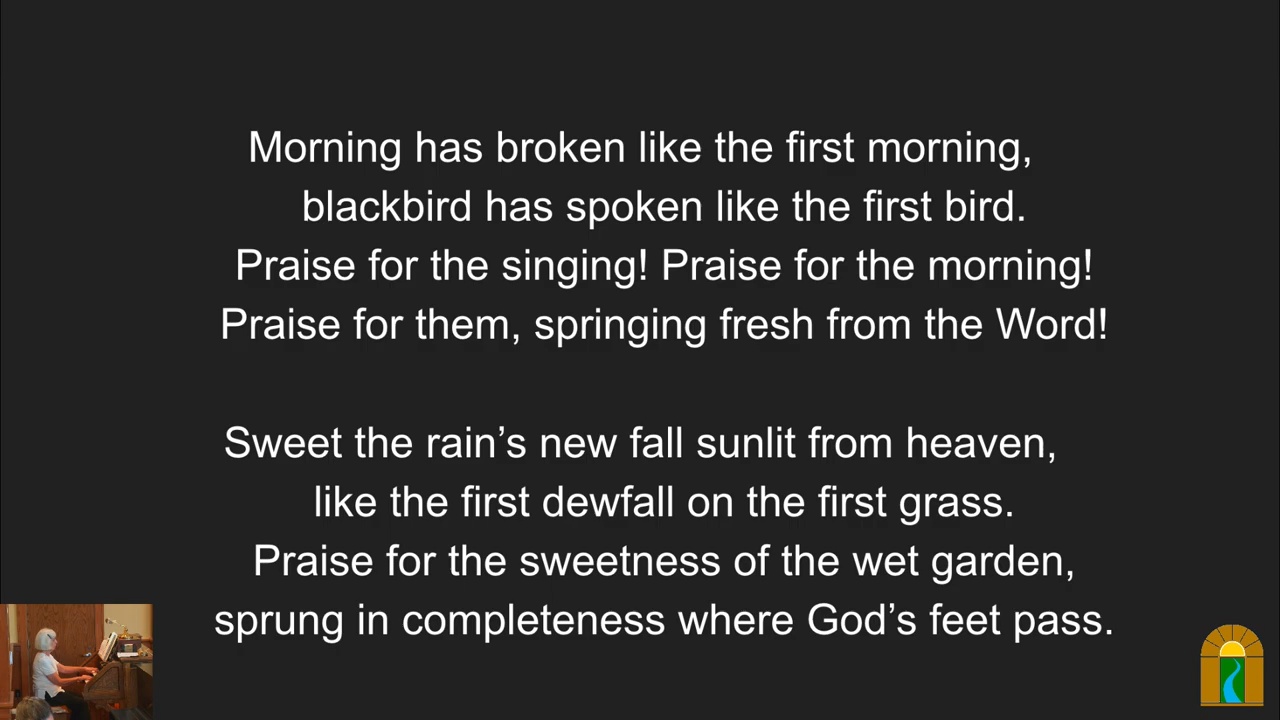 Morning has broken like the first morning,
blackbird has spoken like the first bird.
Praise for the singing! Praise for the morning!
Praise for them, springing fresh from the Word!
Sweet the rain’s new fall sunlit from heaven,
like the first dewfall on the first grass.
Praise for the sweetness of the wet garden,
sprung in completeness where God’s feet pass.